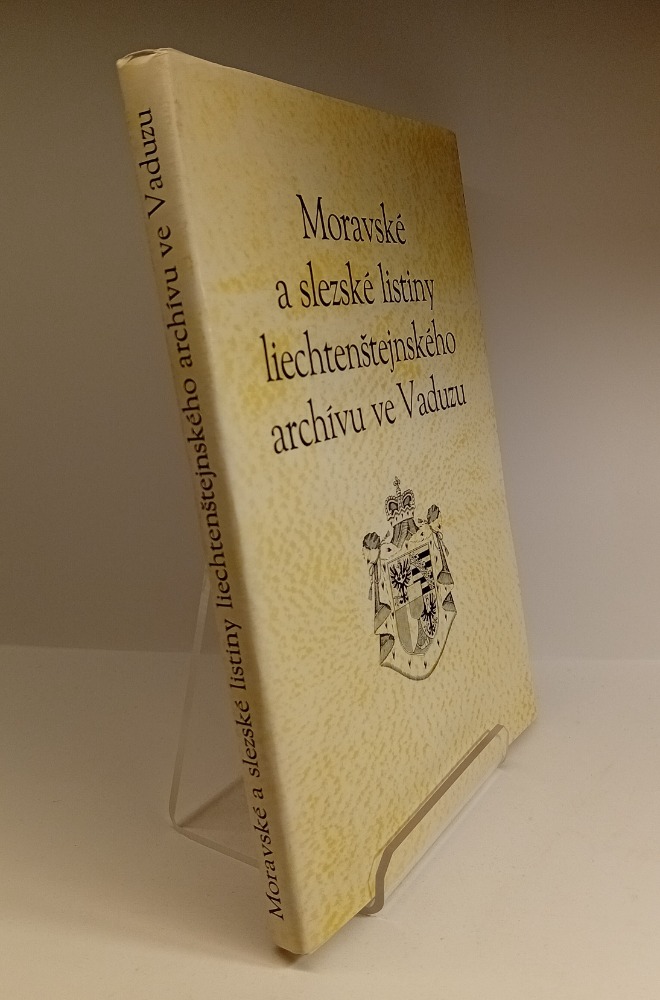 Moravské a slezské listiny liechtenštejnského archívu ve Vaduzu
Moravské
a slezské listiny
liechtenštejnského
archívu ve Vaduzu